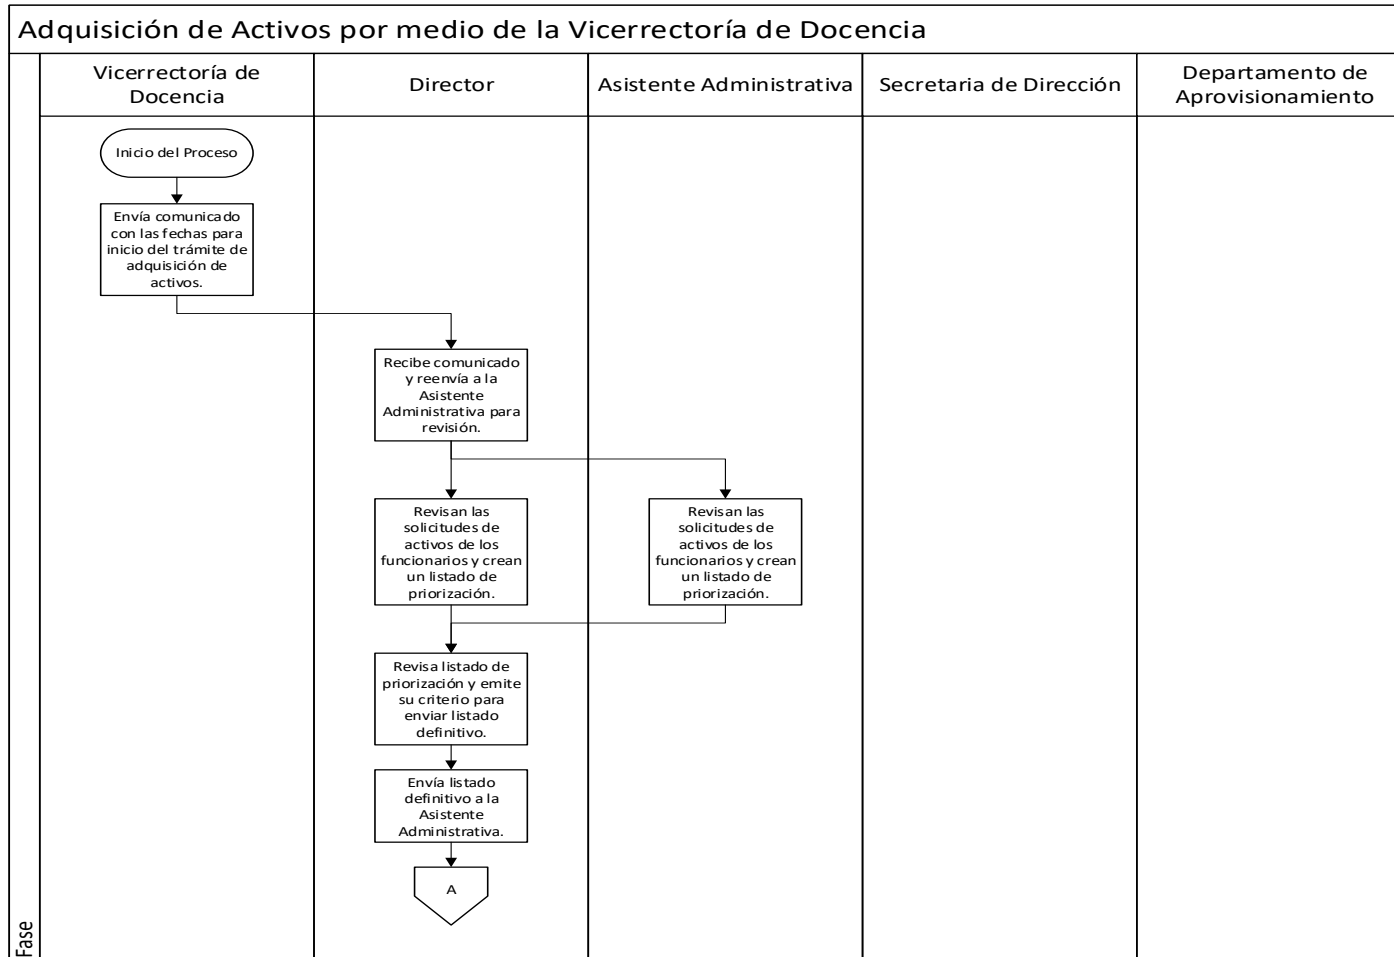 Adquisición de Activos por medio de la Vicerrectoría de Docencia
Vicerrectoría de
Docencia
Director
Asistente Administrativa
Secretaria de Dirección
Departamento de
Aprovisionamiento
Inicio del Proceso
Envía comunicado
con las fechas para
inicio del trámite de
adquisición de
activos.
Recibe comunicado
y reenvía a la
Asistente
Administrativa para
revisión.
Revisan las
solicitudes de
activos de los
funcionarios y crean
un listado de
priorización.
Revisan las
solicitudes de
activos de los
funcionarios y crean
un listado de
priorización.
Revisa listado de
priorización y emite
su criterio para
enviar listado
definitivo.
Envía listado
definitivo a la
Asistente
Administrativa.
A
Fase